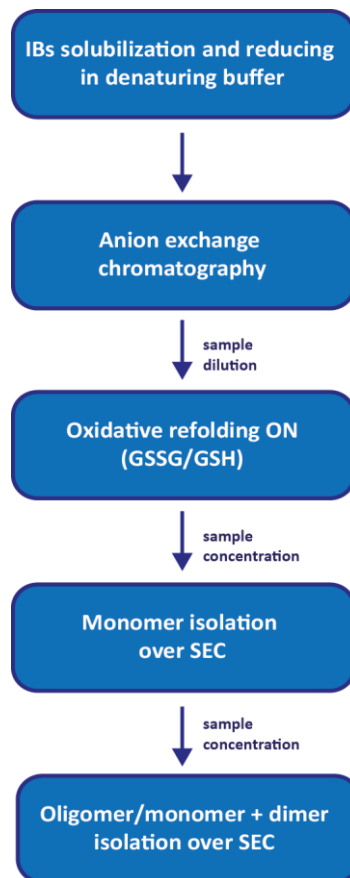 IBs solubilization and reducing
in denaturing buffer
Anion exchange
chromatography
sample
dilution
Oxidative refolding ON
(GSSG/GSH)
sample
concentration
Monomer isolation
over SEC
sample
concentration
Oligomer/monomer + dimer
isolation over SEC